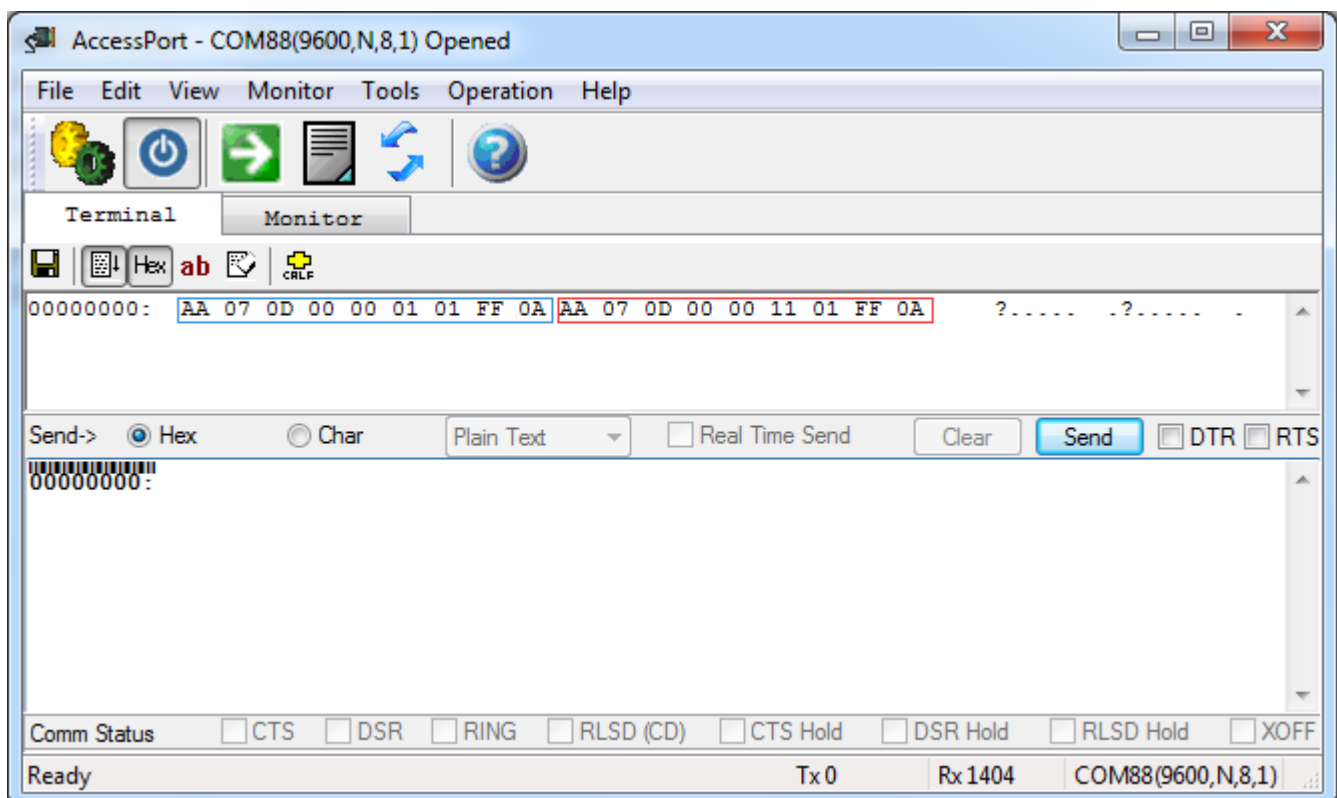 AccessPort - COM88(9600,N,8,1) Opened
File Edit View Monitor Tools Operation Help
Terminal Monitor
Hex ab CRLF
00000000: AA 07 0D 00 00 01 01 FF 0A AA 07 0D 00 00 11 01 FF 0A ?..... .?..... .
Send-> Hex Char Plain Text Real Time Send Clear Send DTR RTS
00000000:
Comm Status CTS DSR RING RLSD (CD) CTS Hold DSR Hold RLSD Hold XOFF
Ready Tx 0 Rx 1404 COM88(9600,N,8,1)